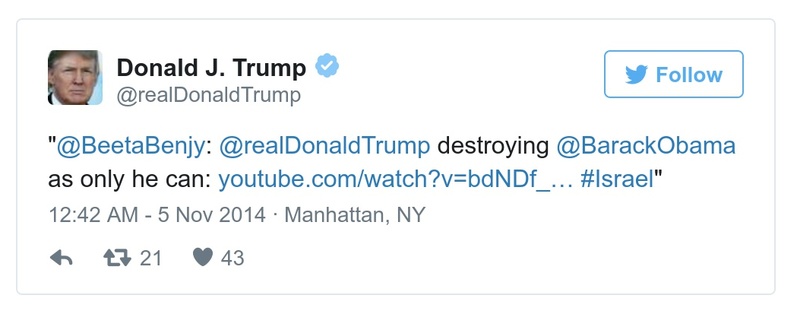 Donald J. Trump
@realDonaldTrump
Follow
"@BeetaBenjy: @realDonaldTrump destroying @BarackObama
as only he can: youtube.com/watch?v=bdNDf_… #Israel"
12:42 AM - 5 Nov 2014 · Manhattan, NY
21 43